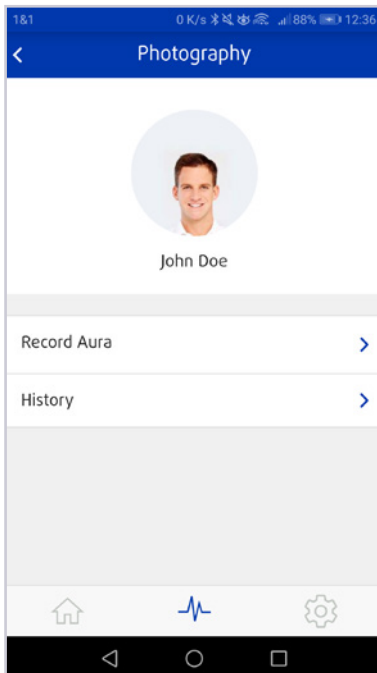 1&1 0 K/s 88% 12:36
Photography
John Doe
Record Aura
History